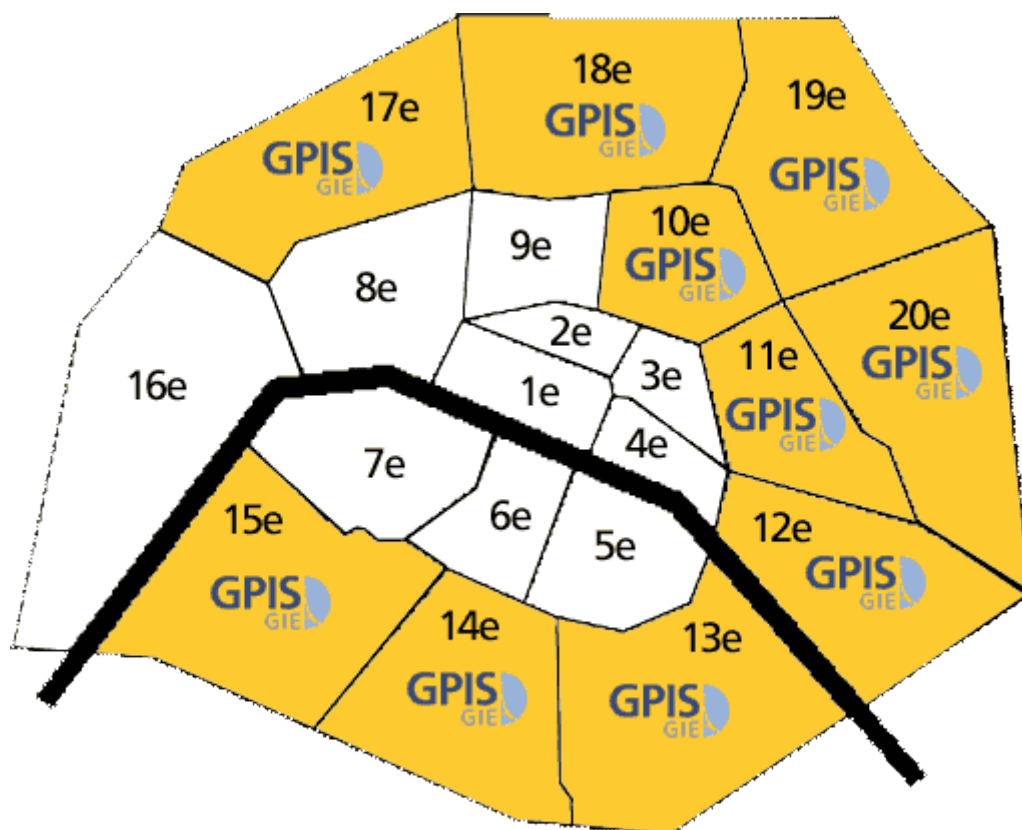 18e
GPIS
GIE
17e
GPIS
GIE
19e
GPIS
GIE
10e
GPIS
GIE
9e
8e
2e
20e
GPIS
GIE
11e
GPIS
GIE
3e
16e
1e
4e
7e
6e
15e
GPIS
GIE
5e
12e
GPIS
GIE
14e
GPIS
GIE
13e
GPIS
GIE